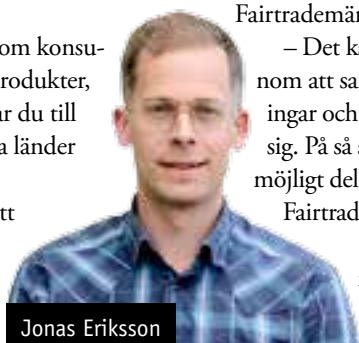 om konsu-
rodukter,
r du till
a länder
tt
Fairtrademär
– Det k
nom att sa
ingar och
sig. På så s
möjligt del
Fairtrad
Jonas Eriksson